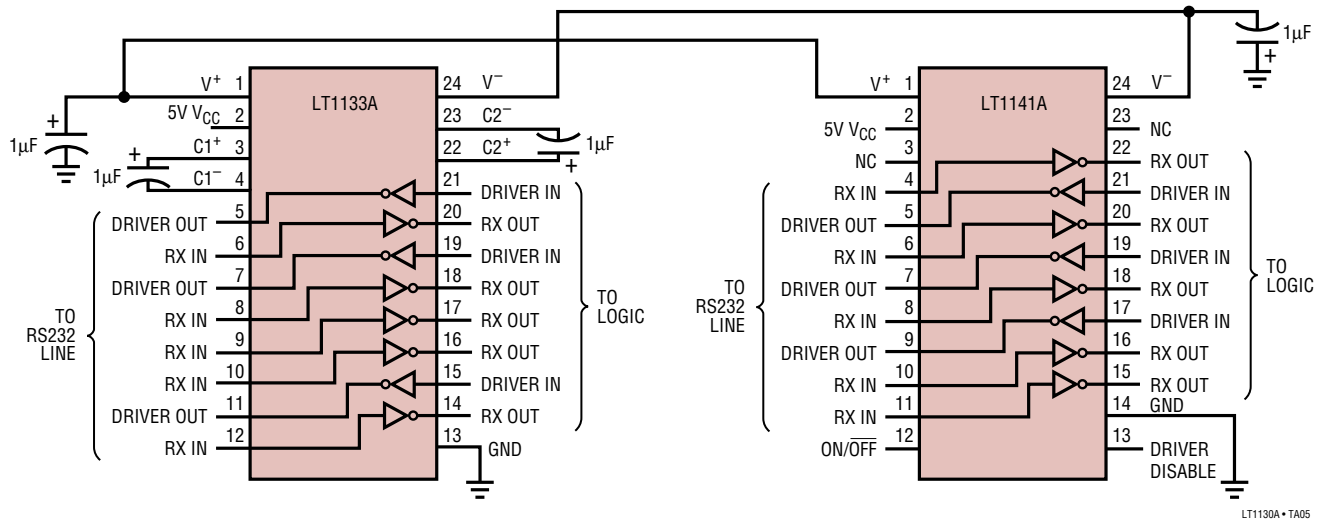 1µF
V+ 1
LT1133A
24 V−
5V VCC 2
23 C2−
C1+ 3
22 C2+
1µF
C1− 4
1µF
1µF
21 DRIVER IN
DRIVER OUT 5
20 RX OUT
RX IN 6
19 DRIVER IN
DRIVER OUT 7
18 RX OUT
RX IN 8
17 RX OUT
RX IN 9
16 RX OUT
RX IN 10
15 DRIVER IN
DRIVER OUT 11
14 RX OUT
RX IN 12
13 GND
TO
RS232
LINE
TO
LOGIC
+
+
+
+
V+ 1
LT1141A
24 V−
5V VCC 2
23 NC
NC 3
22 RX OUT
RX IN 4
21 DRIVER IN
DRIVER OUT 5
20 RX OUT
RX IN 6
19 DRIVER IN
DRIVER OUT 7
18 RX OUT
RX IN 8
17 DRIVER IN
DRIVER OUT 9
16 RX OUT
RX IN 10
15 RX OUT
RX IN 11
14 GND
ON/OFF 12
13 DRIVER
DISABLE
TO
RS232
LINE
TO
LOGIC
LT1130A • TA05